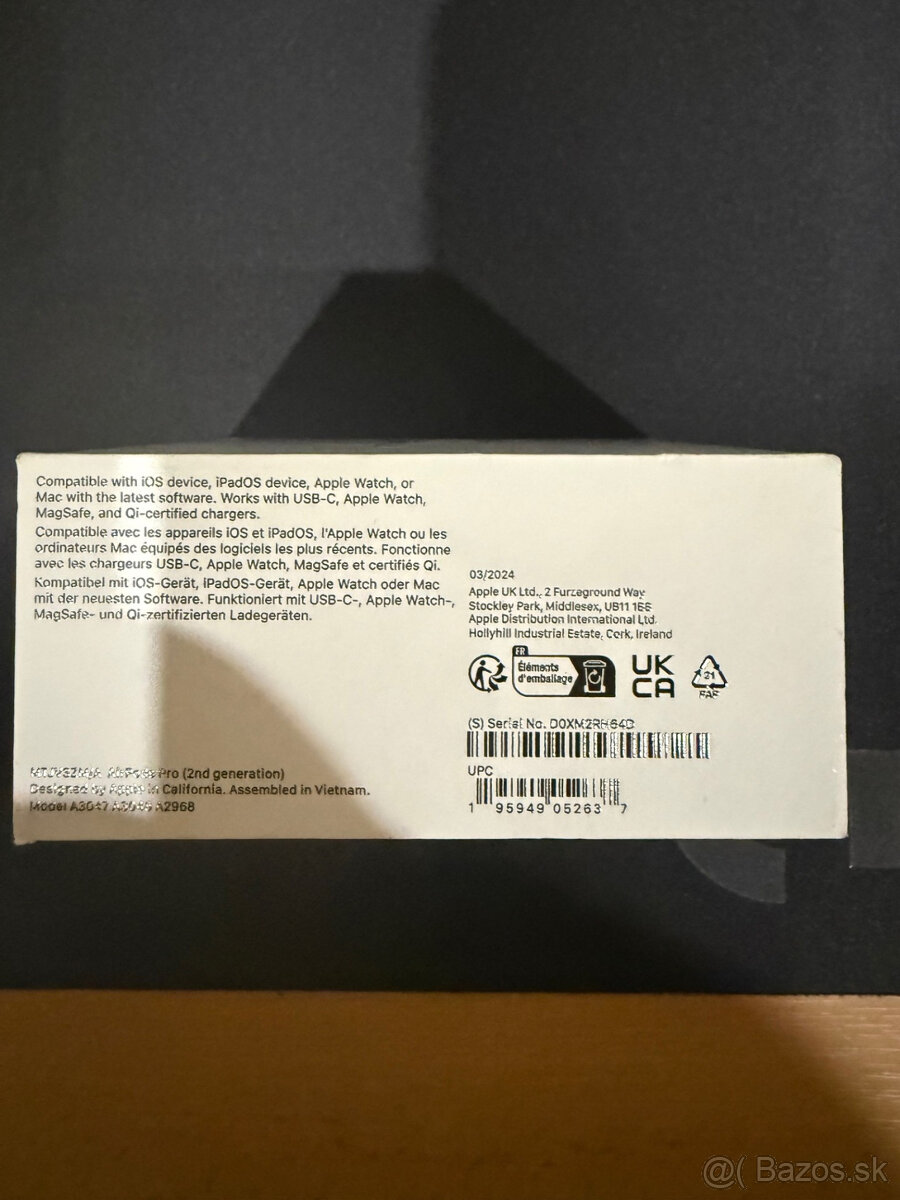 Compatible with iOS device, iPadOS device, Apple Watch, or
Mac with the latest software. Works with USB-C, Apple Watch,
MagSafe, and Qi-certified chargers.
Compatible avec les appareils iOS et iPadOS, l'Apple Watch ou les
ordinateurs Mac équipés des logiciels les plus récents. Fonctionne
avec les chargeurs USB-C, Apple Watch, MagSafe et certifiés Qi.
Kompatibel mit iOS-Gerät, iPadOS-Gerät, Apple Watch oder Mac
mit der neuesten Software. Funktioniert mit USB-C-, Apple Watch-,
MagSafe- und Qi-zertifizierten Ladegeräten.
AirPods Pro (2nd generation)
Designed by Apple in California. Assembled in Vietnam.
Model A3047 A2968
03/2024
Apple UK Ltd., 2 Furzeground Way
Stockley Park, Middlesex, UB11 1BB
Apple Distribution International Ltd.
Hollyhill Industrial Estate, Cork, Ireland
FR
Éléments
d'emballage
UK
CA
21
PAP
(S) Serial No.
UPC
1 95949 05263 7
@( Bazos.sk